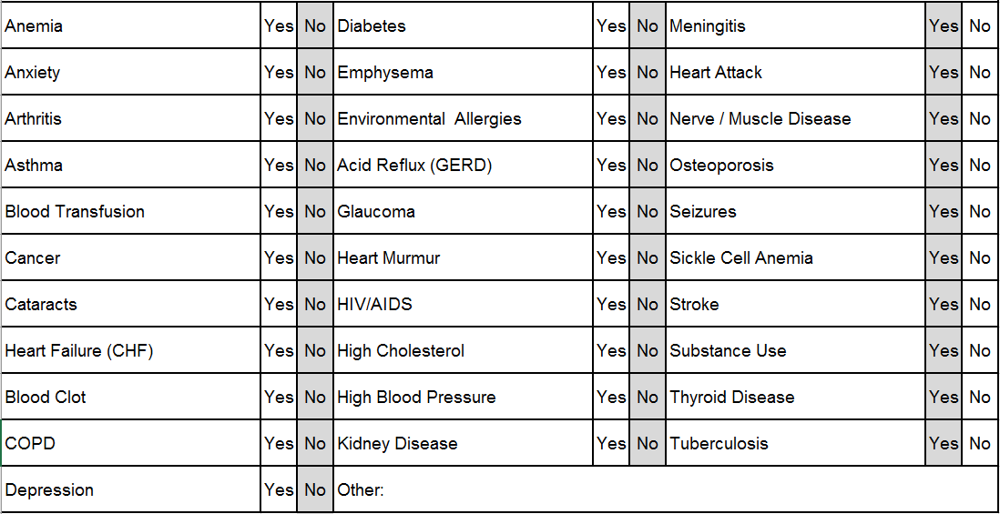 Anemia Yes No Diabetes Yes No Meningitis Yes No
Anxiety Yes No Emphysema Yes No Heart Attack Yes No
Arthritis Yes No Environmental  Allergies Yes No Nerve / Muscle Disease Yes No
Asthma Yes No Acid Reflux (GERD) Yes No Osteoporosis Yes No
Blood Transfusion Yes No Glaucoma Yes No Seizures Yes No
Cancer Yes No Heart Murmur Yes No Sickle Cell Anemia Yes No
Cataracts Yes No HIV/AIDS Yes No Stroke Yes No
Heart Failure (CHF) Yes No High Cholesterol Yes No Substance Use Yes No
Blood Clot Yes No High Blood Pressure Yes No Thyroid Disease Yes No
COPD Yes No Kidney Disease Yes No Tuberculosis Yes No
Depression Yes No Other: